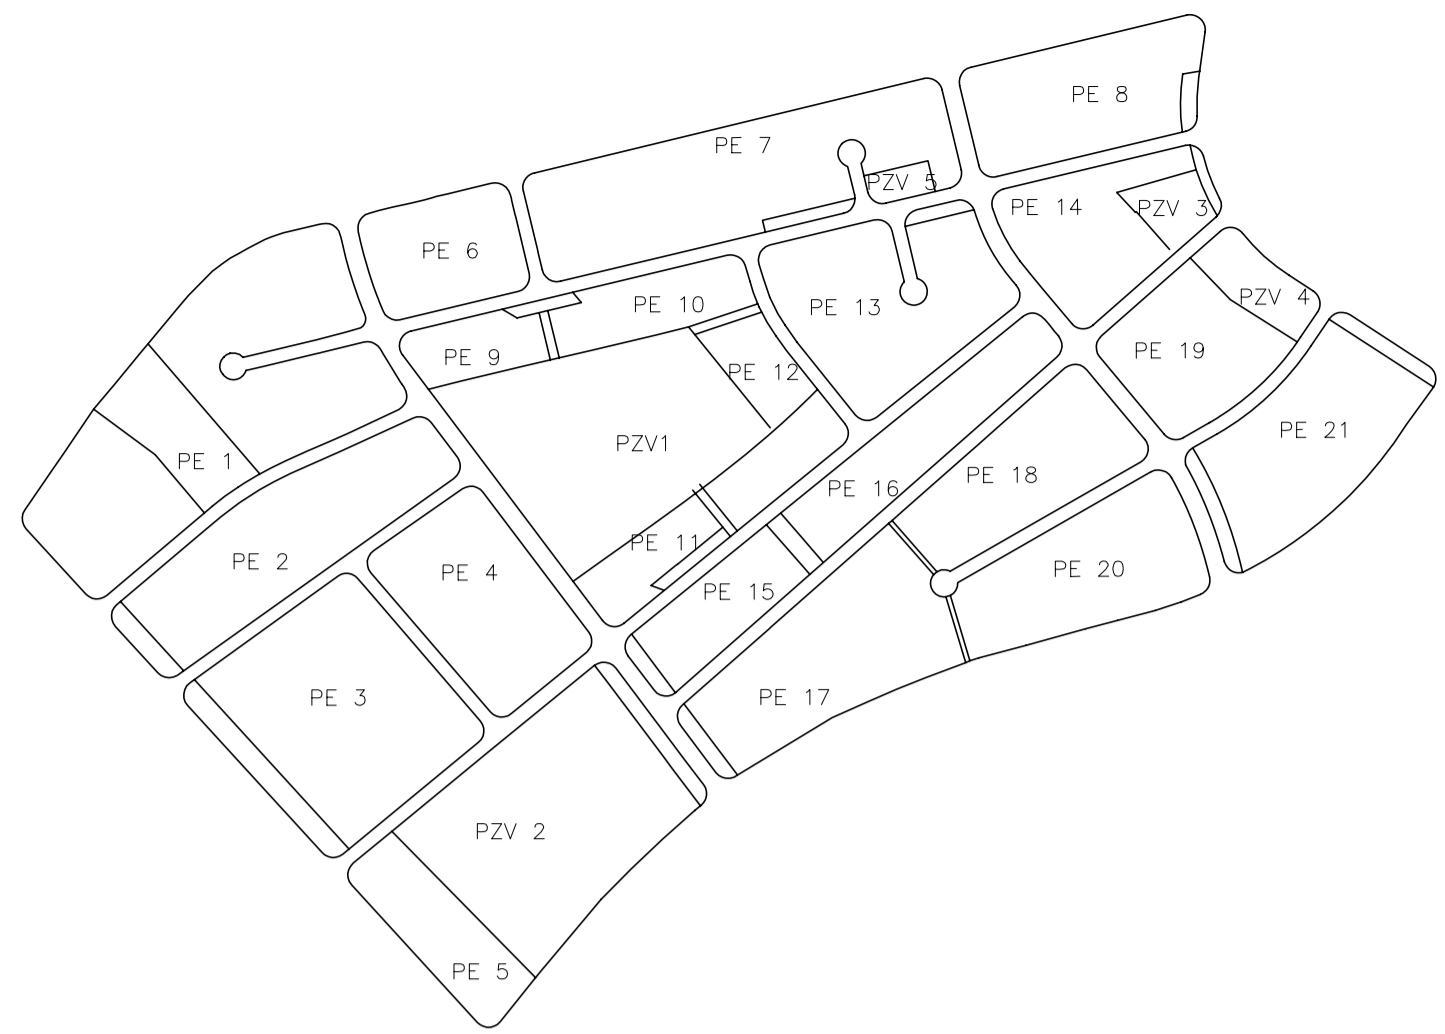 PE 8
PE 7
PZV 5
PE 14
PZV 3
PE 6
PZV 4
PE 10
PE 13
PE 19
PE 9
PE 12
PE 21
PZV1
PE 1
PE 18
PE 16
PE 11
PE 2
PE 20
PE 4
PE 15
PE 3
PE 17
PZV 2
PE 5